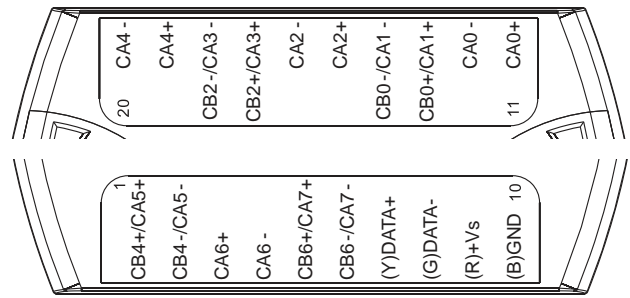 CA4 -
CA4+
CB2 -/CA3 -
CB2+/CA3+
CA2 -
CA2+
CB0 -/CA1 -
CB0+/CA1+
CA0 -
CA0+
20
11
1
10
CB4+/CA5+
CB4 -/CA5 -
CA6+
CA6 -
CB6+/CA7+
CB6 -/CA7 -
(Y)DATA+
(G)DATA-
(R)+Vs
(B)GND